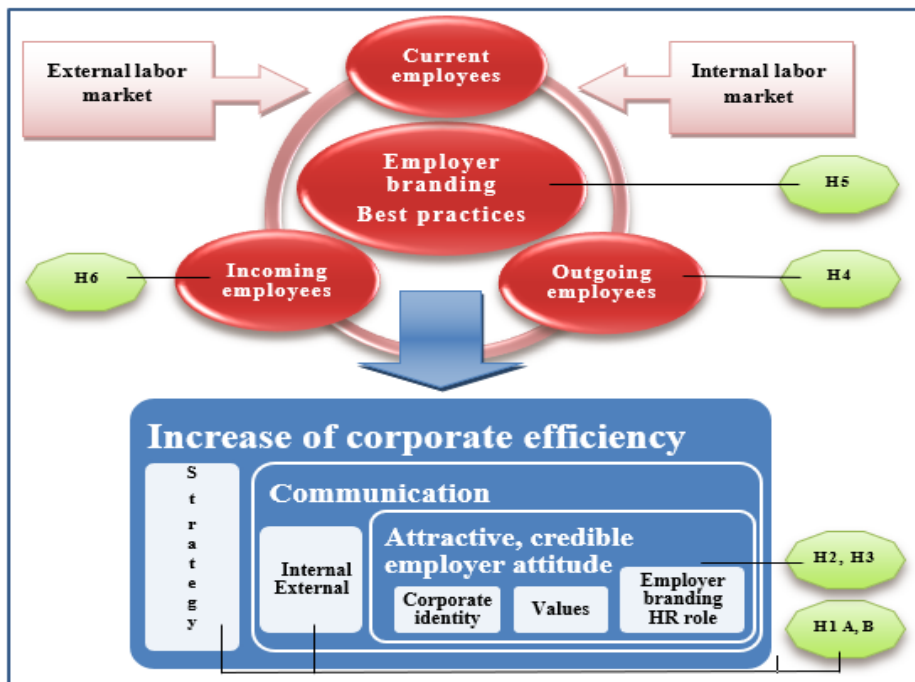 Current
employees
External labor
market
Internal labor
market
Employer
branding
Best practices
H5
H6
Incoming
employees
Outgoing
employees
H4
Increase of corporate efficiency
Strategy
Communication
Internal
External
Attractive, credible
employer attitude
Corporate
identity
Values
Employer
branding
HR role
H2, H3
H1 A, B